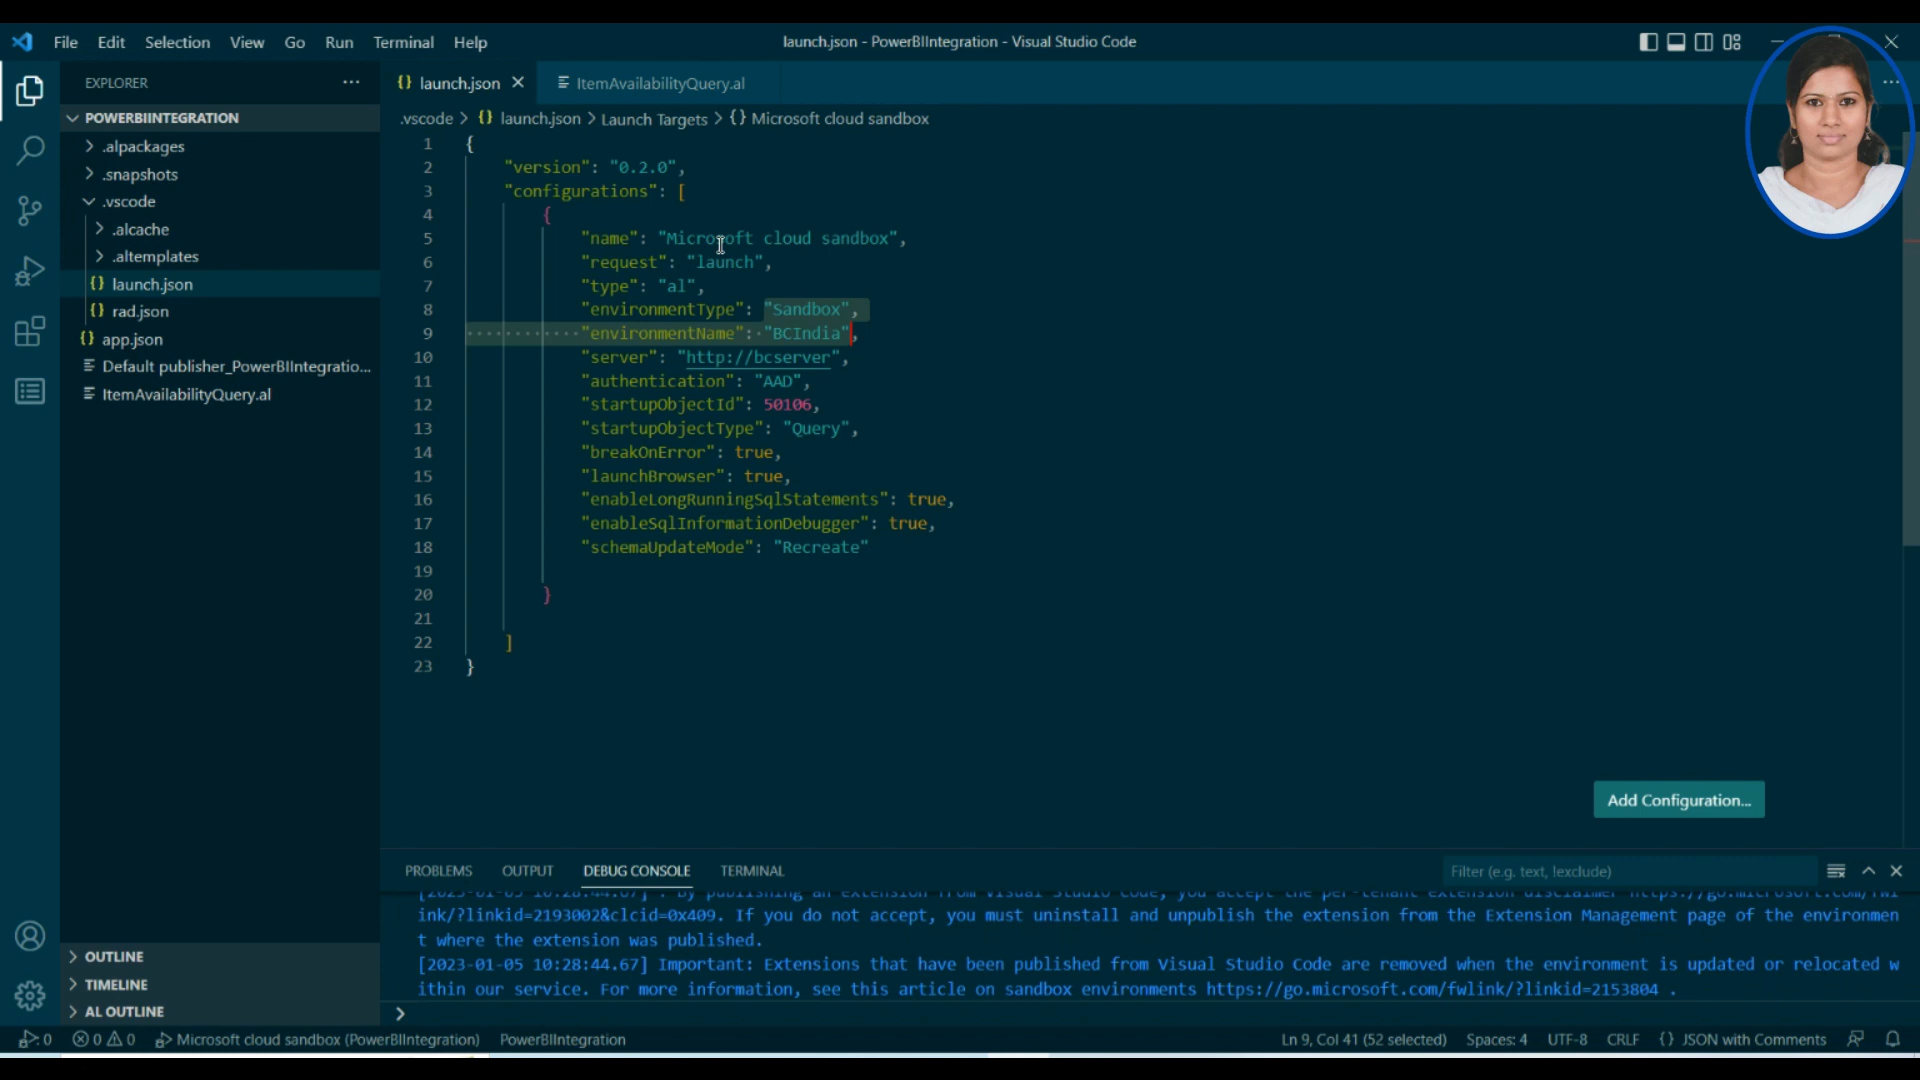 File Edit Selection View Go Run Terminal Help
launch.json - PowerBIIntegration - Visual Studio Code
EXPLORER
POWERBIINTEGRATION
.alpackages
.snapshots
.vscode
.alcache
.altemplates
{} launch.json
{} rad.json
{} app.json
Default publisher_PowerBIIntegratio...
ItemAvailabilityQuery.al
OUTLINE
TIMELINE
AL OUTLINE
{} launch.json
ItemAvailabilityQuery.al
.vscode > {} launch.json > Launch Targets > {} Microsoft cloud sandbox
1 {
2 "version": "0.2.0",
3 "configurations": [
4 {
5 "name": "Microsoft cloud sandbox",
6 "request": "launch",
7 "type": "al",
8 "environmentType": "Sandbox",
9 "environmentName": "BCIndia",
10 "server": "http://bcserver",
11 "authentication": "AAD",
12 "startupObjectId": 50106,
13 "startupObjectType": "Query",
14 "breakOnError": true,
15 "launchBrowser": true,
16 "enableLongRunningSqlStatements": true,
17 "enableSqlInformationDebugger": true,
18 "schemaUpdateMode": "Recreate"
19
20 }
21
22 ]
23 }
Add Configuration...
PROBLEMS OUTPUT DEBUG CONSOLE TERMINAL
Filter (e.g. text, !exclude)
[2023-01-05 10:28:44.67] . By publishing an extension from Visual Studio Code, you accept the per-tenant extension disclaimer https://go.microsoft.com/fwl
ink/?linkid=2193002&clcid=0x409. If you do not accept, you must uninstall and unpublish the extension from the Extension Management page of the environmen
t where the extension was published.
[2023-01-05 10:28:44.67] Important: Extensions that have been published from Visual Studio Code are removed when the environment is updated or relocated w
ithin our service. For more information, see this article on sandbox environments https://go.microsoft.com/fwlink/?linkid=2153804 .
0 0 0 Microsoft cloud sandbox (PowerBIIntegration) PowerBIIntegration
Ln 9, Col 41 (52 selected) Spaces: 4 UTF-8 CRLF {} JSON with Comments